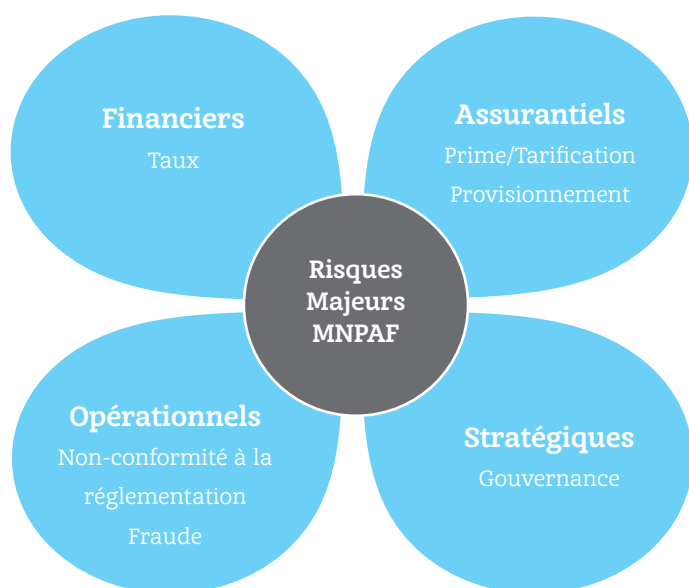 Financiers
Taux
Assurantiels
Prime/Tarification
Provisionnement
Risques
Majeurs
MNPAF
Opérationnels
Non-conformité à la
réglementation
Fraude
Stratégiques
Gouvernance